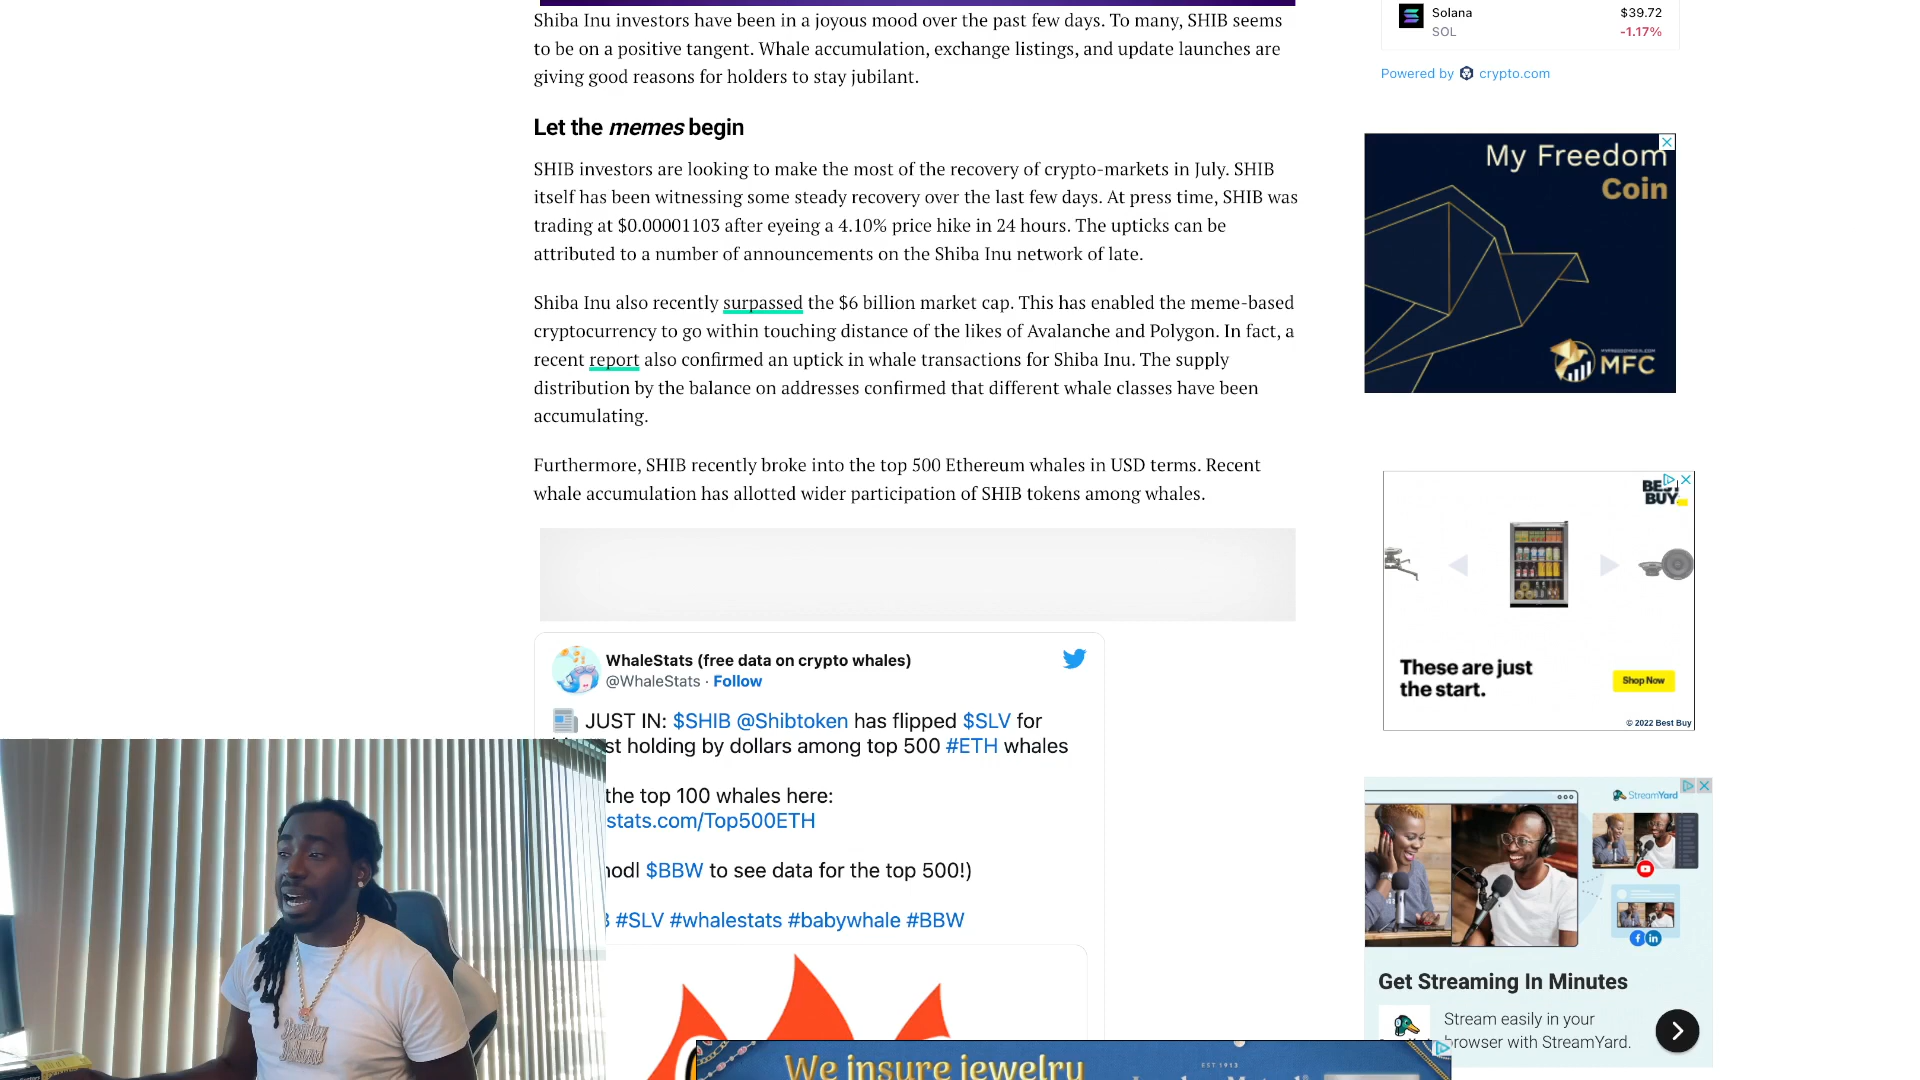 Shiba Inu investors have been in a joyous mood over the past few days. To many, SHIB seems
to be on a positive tangent. Whale accumulation, exchange listings, and update launches are
giving good reasons for holders to stay jubilant.
Let the memes begin
SHIB investors are looking to make the most of the recovery of crypto-markets in July. SHIB
itself has been witnessing some steady recovery over the last few days. At press time, SHIB was
trading at $0.00001103 after eyeing a 4.10% price hike in 24 hours. The upticks can be
attributed to a number of announcements on the Shiba Inu network of late.
Shiba Inu also recently surpassed the $6 billion market cap. This has enabled the meme-based
cryptocurrency to go within touching distance of the likes of Avalanche and Polygon. In fact, a
recent report also confirmed an uptick in whale transactions for Shiba Inu. The supply
distribution by the balance on addresses confirmed that different whale classes have been
accumulating.
Furthermore, SHIB recently broke into the top 500 Ethereum whales in USD terms. Recent
whale accumulation has allotted wider participation of SHIB tokens among whales.
WhaleStats (free data on crypto whales)
@WhaleStats · Follow
JUST IN: $SHIB @Shibtoken has flipped $SLV for
st holding by dollars among top 500 #ETH whales
the top 100 whales here:
stats.com/Top500ETH
hodl $BBW to see data for the top 500!)
#SLV #whalestats #babywhale #BBW
We insure jewelry
EST 1913
Solana
$39.72
SOL
-1.17%
Powered by crypto.com
My Freedom
Coin
MFC
BEST
BUY
These are just
the start.
Shop Now
© 2022 Best Buy
StreamYard
Get Streaming In Minutes
Stream easily in your
browser with StreamYard.